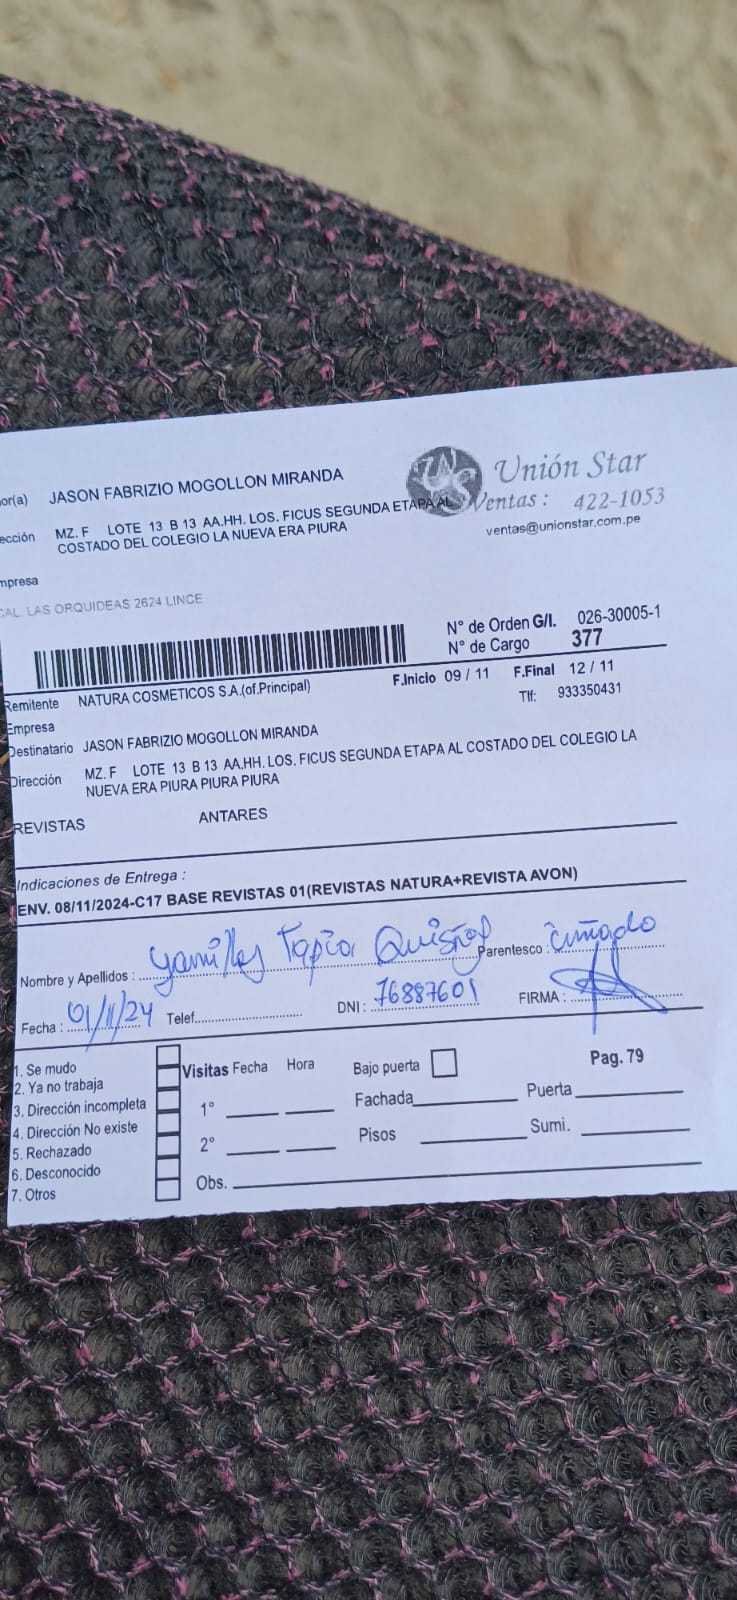 or(a) JASON FABRIZIO MOGOLLON MIRANDA
Unión Star
Ventas : 422-1053
ventas@unionstar.com.pe
ección MZ. F LOTE 13 B 13 AA.HH. LOS. FICUS SEGUNDA ETAPA AL
COSTADO DEL COLEGIO LA NUEVA ERA PIURA
mpresa
CAL. LAS ORQUIDEAS 2624 LINCE
N° de Orden G/I. 026-30005-1
N° de Cargo 377
Remitente NATURA COSMETICOS S.A.(of.Principal) F.Inicio 09 / 11 F.Final 12 / 11
Empresa Tlf: 933350431
Destinatario JASON FABRIZIO MOGOLLON MIRANDA
Dirección MZ. F LOTE 13 B 13 AA.HH. LOS. FICUS SEGUNDA ETAPA AL COSTADO DEL COLEGIO LA
NUEVA ERA PIURA PIURA PIURA
REVISTAS ANTARES
Indicaciones de Entrega :
ENV. 08/11/2024-C17 BASE REVISTAS 01(REVISTAS NATURA+REVISTA AVON)
Nombre y Apellidos : Tapia Parentesco : Cuñado
Fecha : 01/11/24 Telef. DNI : 76887601 FIRMA :
1. Se mudo
2. Ya no trabaja
3. Dirección incompleta
4. Dirección No existe
5. Rechazado
6. Desconocido
7. Otros
Visitas Fecha Hora Bajo puerta Pag. 79
1° Fachada Puerta
2° Pisos Sumi.
Obs.